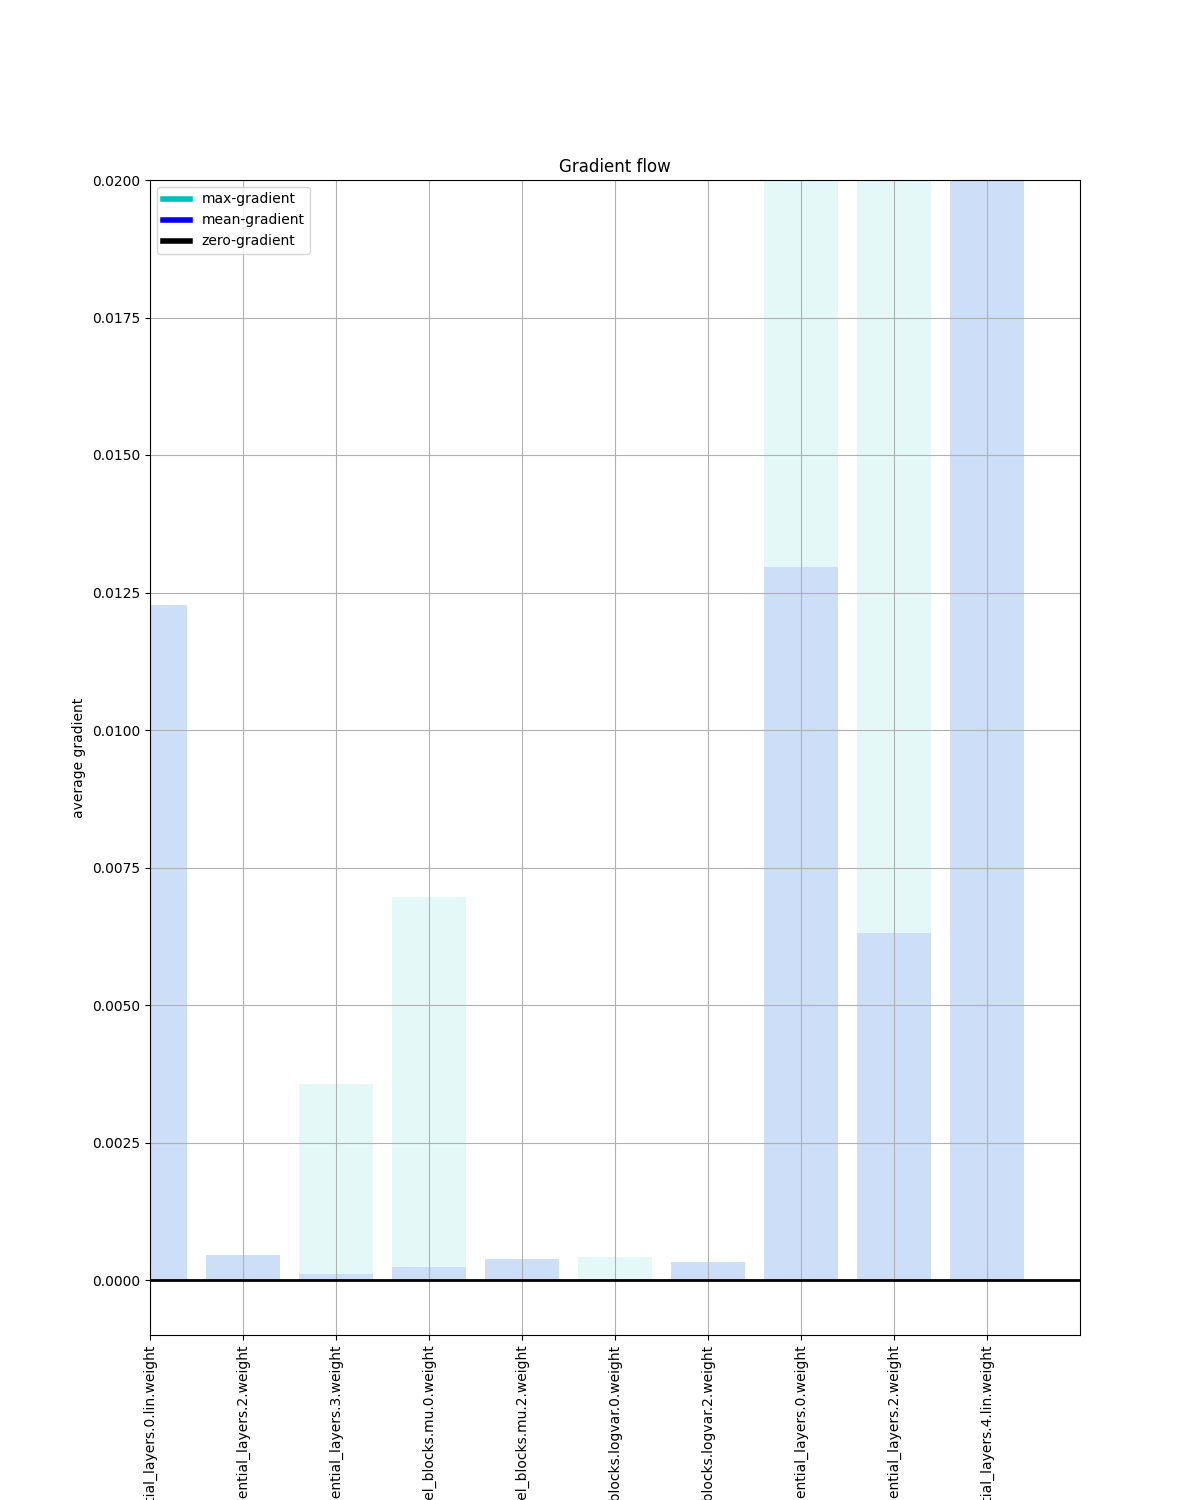 Gradient flow
max-gradient
mean-gradient
zero-gradient
0.0200
0.0175
0.0150
0.0125
0.0100
0.0075
0.0050
0.0025
0.0000
average gradient
tial_layers.0.lin.weight
ential_layers.2.weight
ential_layers.3.weight
el_blocks.mu.0.weight
el_blocks.mu.2.weight
blocks.logvar.0.weight
blocks.logvar.2.weight
ential_layers.0.weight
ential_layers.2.weight
tial_layers.4.lin.weight